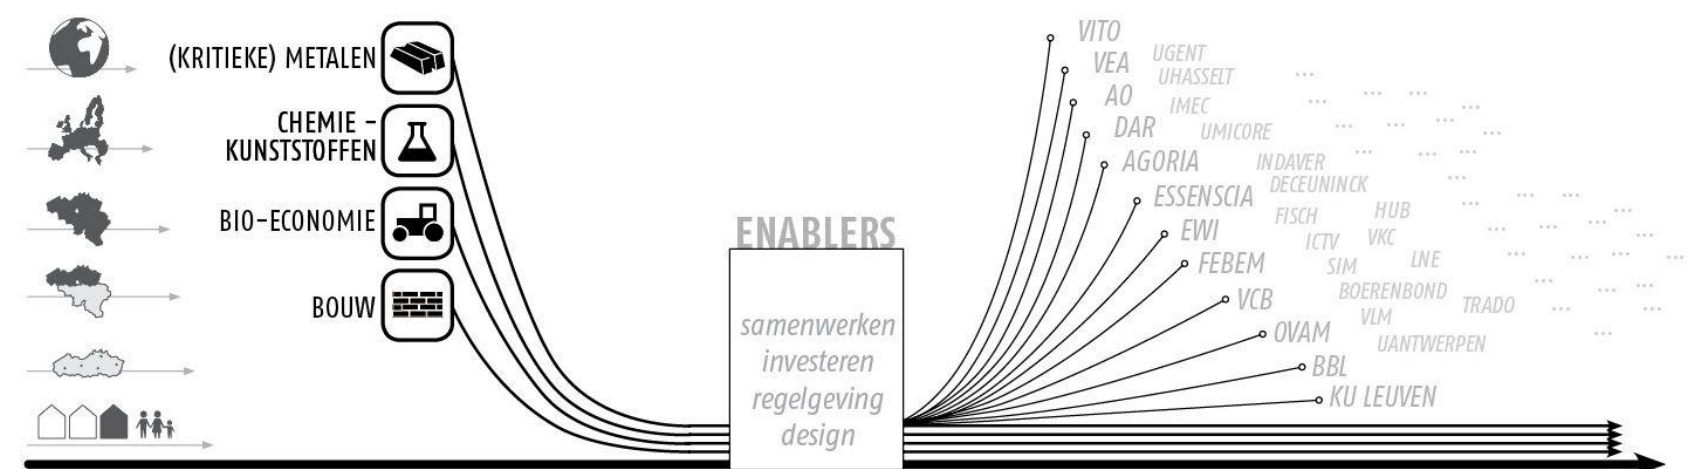 (KRITIEKE) METALEN
CHEMIE -
KUNSTSTOFFEN
BIO-ECONOMIE
BOUW
ENABLERS
samenwerken
investeren
regelgeving
design
VITO
VEA
AO
DAR
AGORIA
ESSENSCIA
EWI
FEBEM
VCB
OVAM
BBL
KU LEUVEN
UGENT
UHASSELT
IMEC
UMICORE
INDAVER
DECEUNINCK
FISCH
HUB
ICTV
VKC
SIM
LNE
BOERENBOND
TRADO
VLM
UANTWERPEN